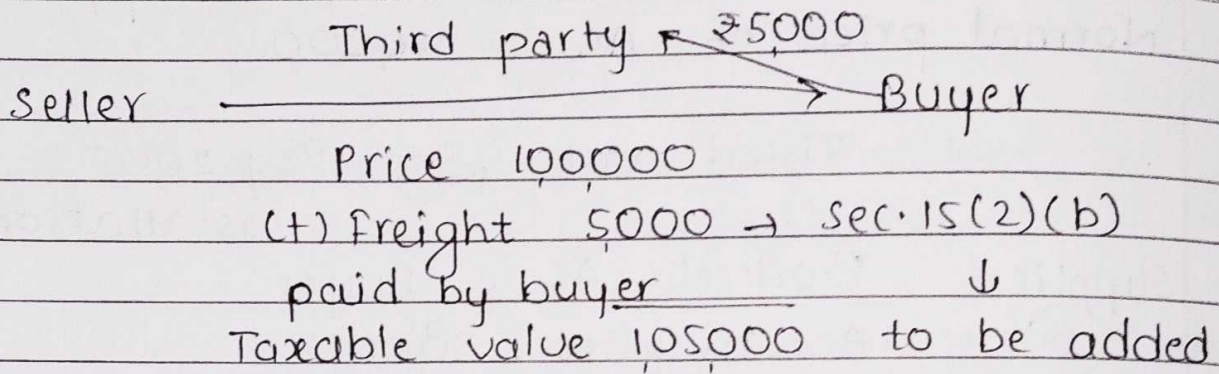 Third party ₹5000
Seller Buyer
Price 100000
(+) Freight 5000 → sec. 15(2)(b)
paid by buyer ↓
Taxable value 105000 to be added